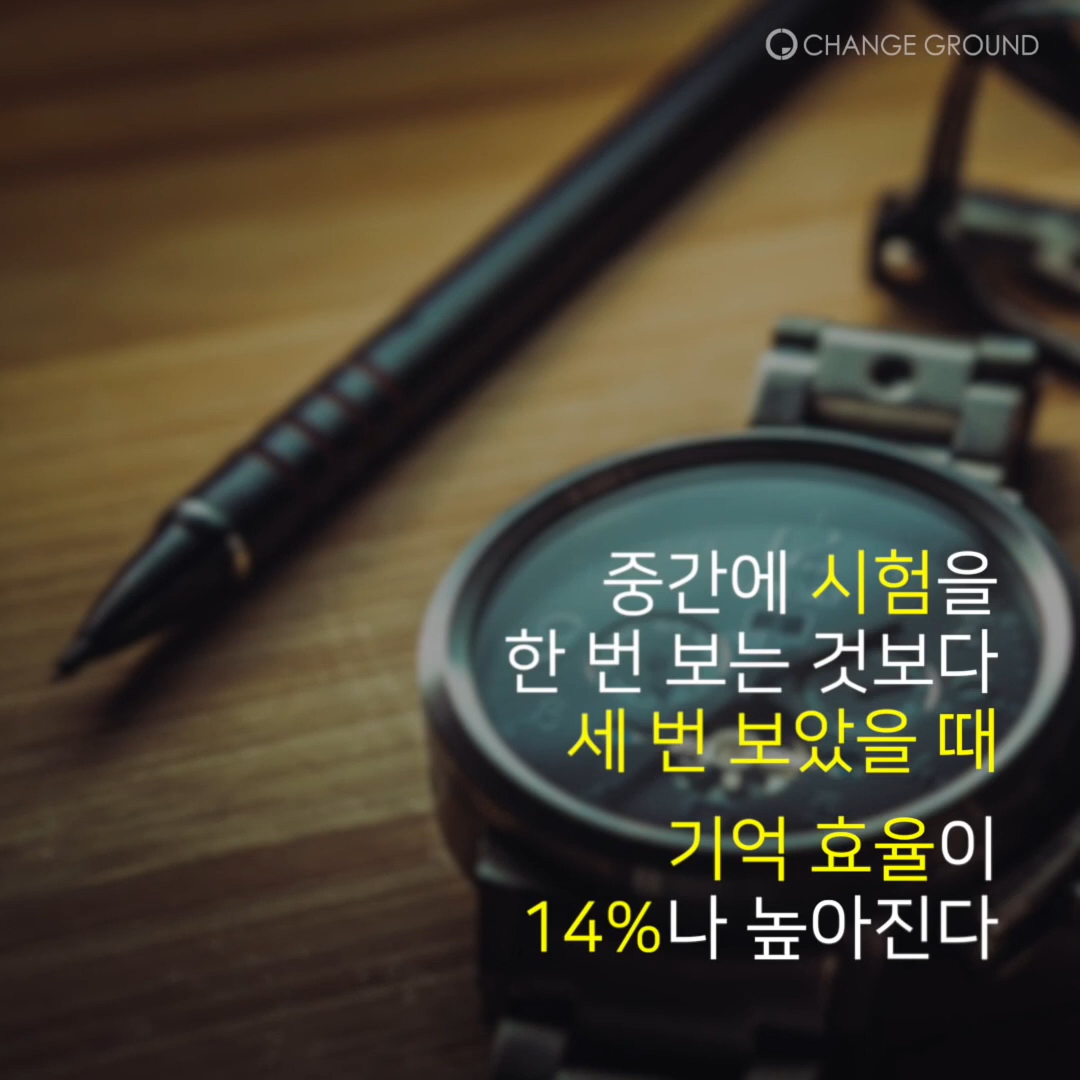 CHANGE GROUND
중간에 시험을
한 번 보는 것보다
세 번 보았을 때
기억 효율이
14%나 높아진다